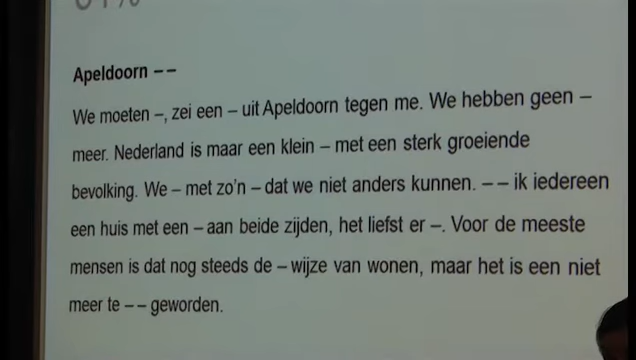 Apeldoorn – –
We moeten –, zei een – uit Apeldoorn tegen me. We hebben geen –
meer. Nederland is maar een klein – met een sterk groeiende
bevolking. We – met zo'n – dat we niet anders kunnen. – – ik iedereen
een huis met een – aan beide zijden, het liefst er –. Voor de meeste
mensen is dat nog steeds de – wijze van wonen, maar het is een niet
meer te – – geworden.